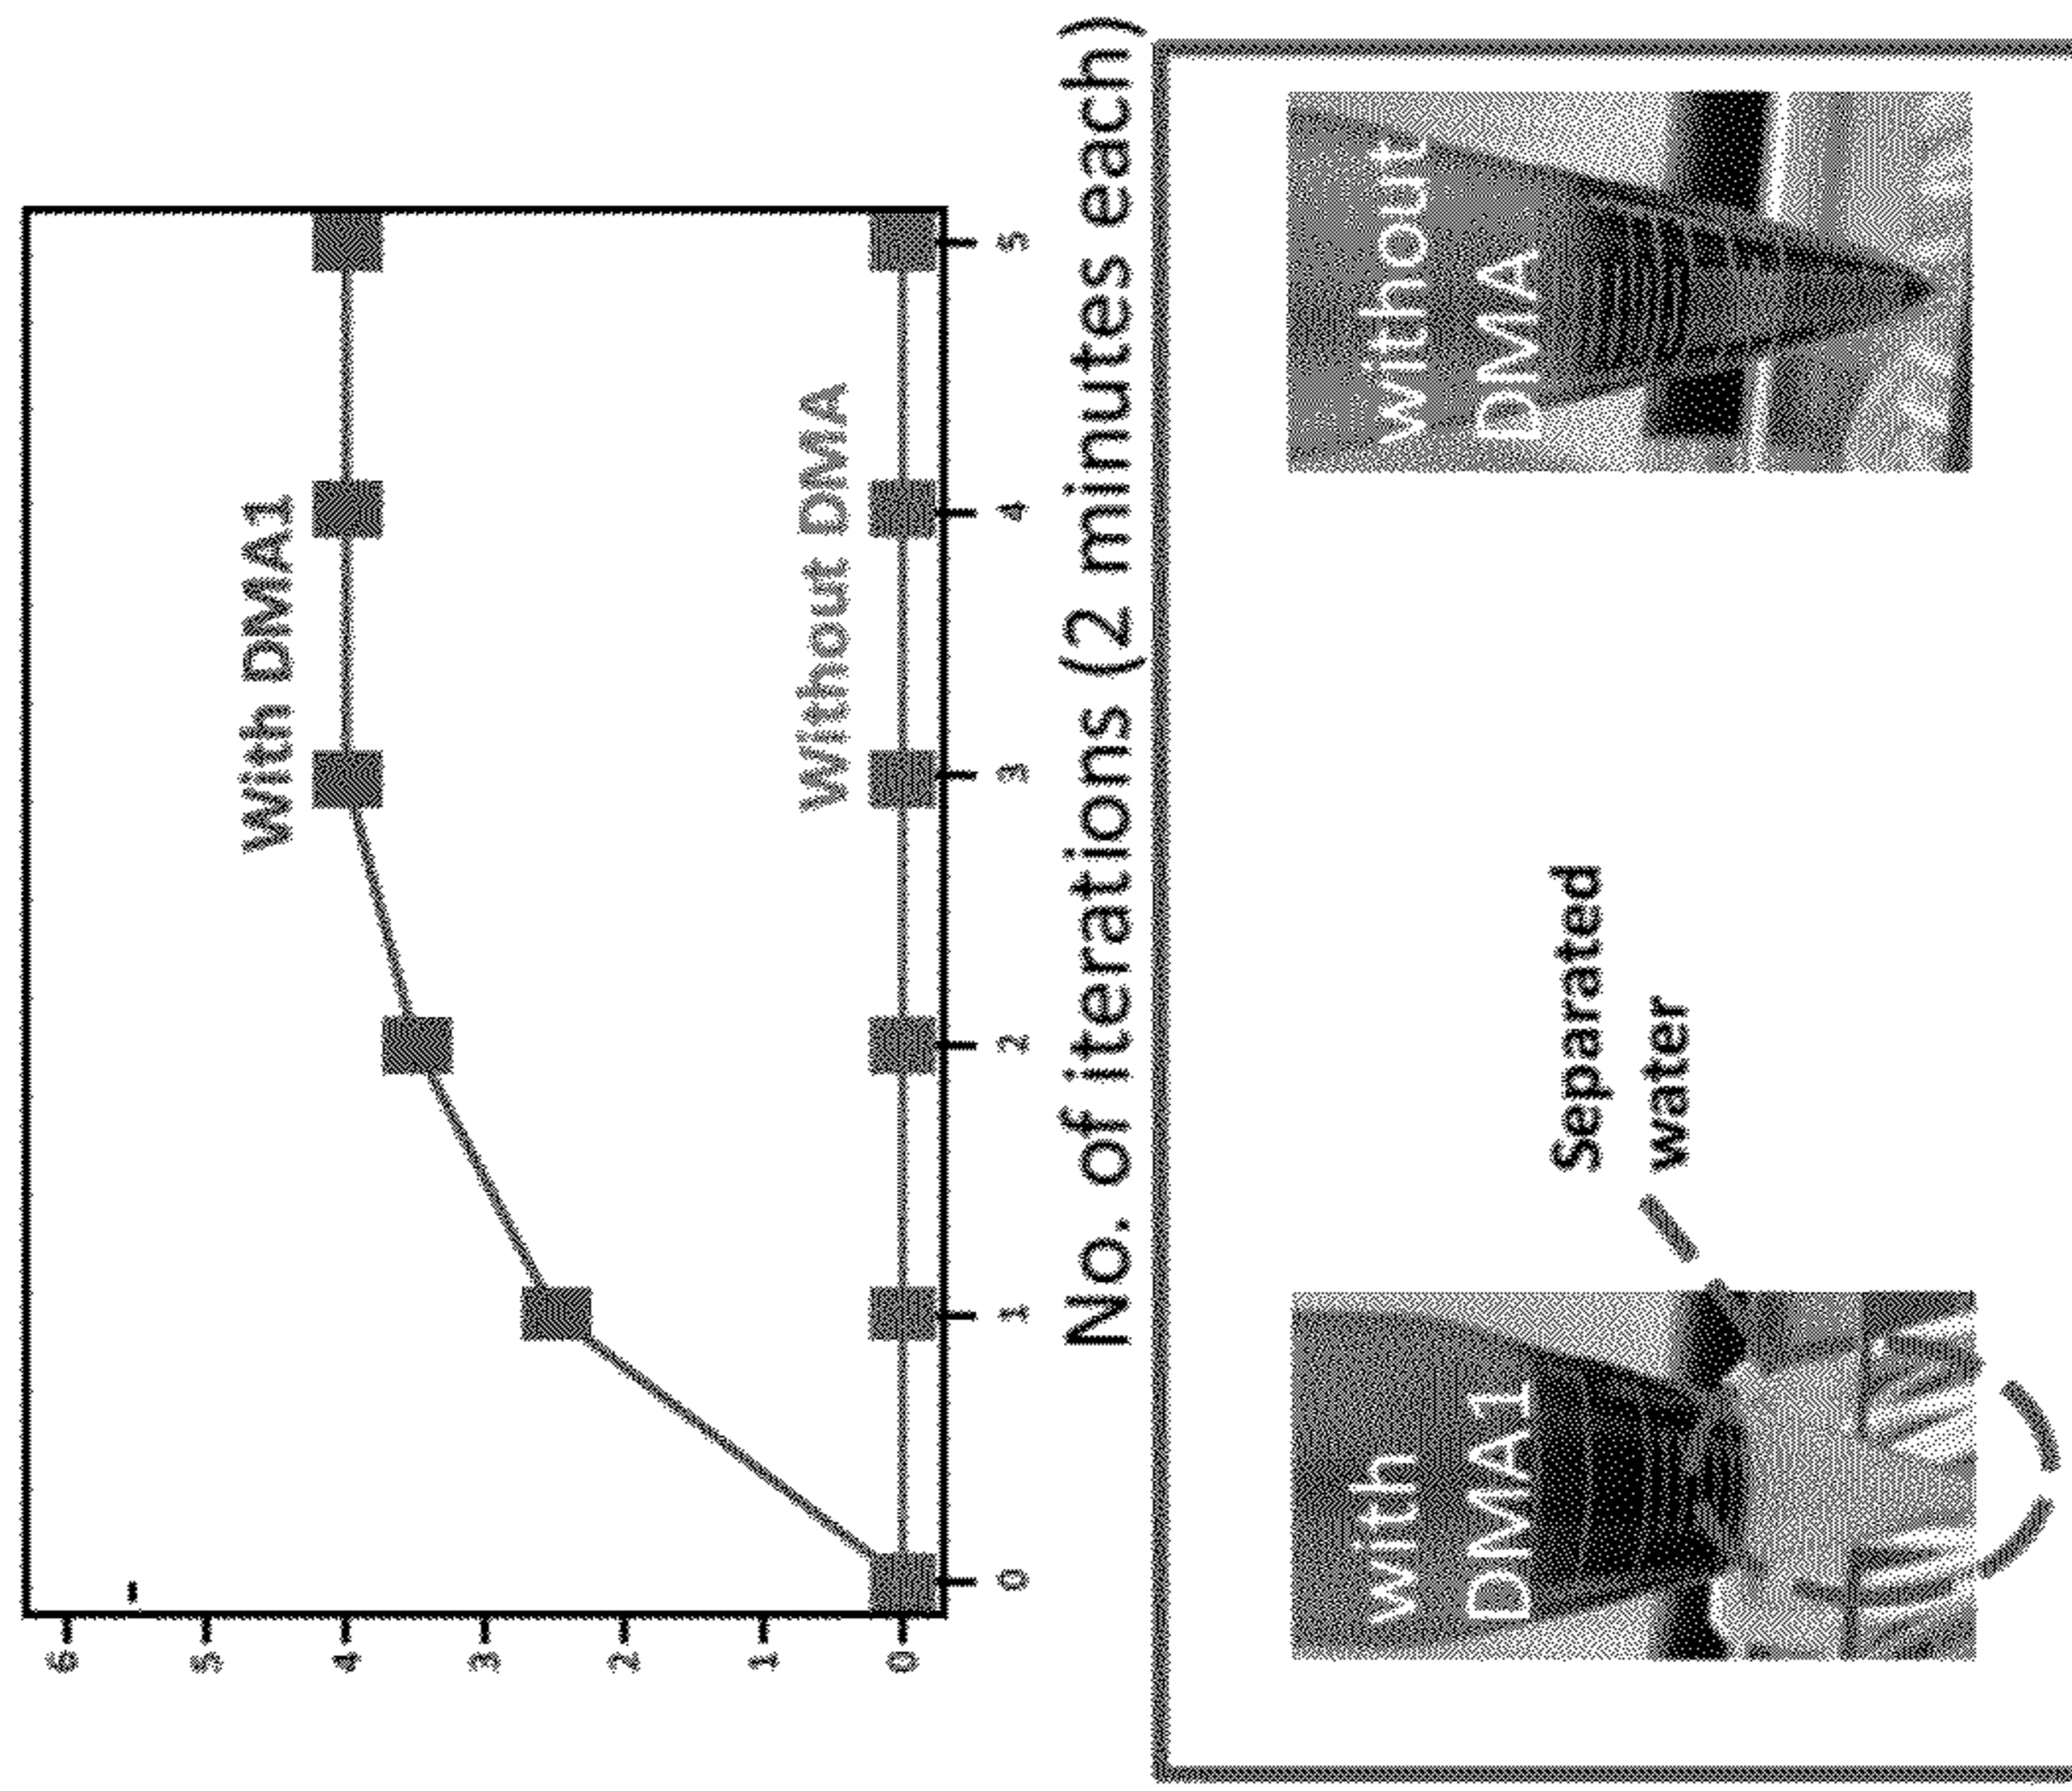 6
5
4
3
2
1
0
With DMA1
Without DMA
0 1 2 3 4 5
No. of iterations (2 minutes each)
with
DMA1
Separated
water
without
DMA